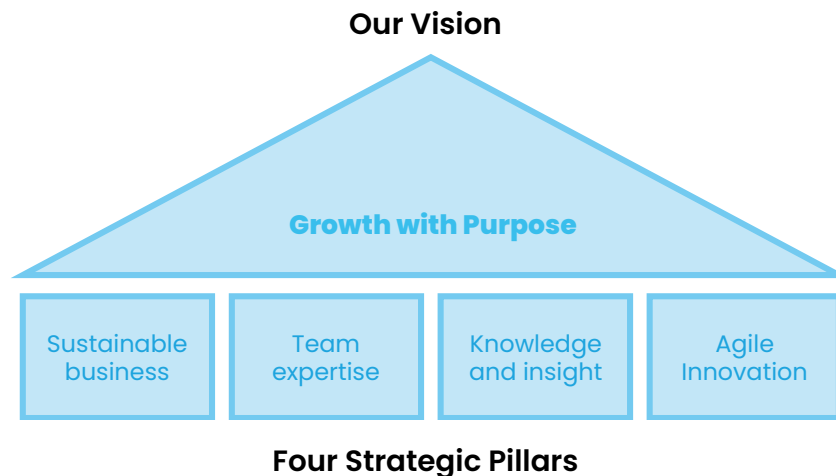 Our Vision
Growth with Purpose
Sustainable
business
Team
expertise
Knowledge
and insight
Agile
Innovation
Four Strategic Pillars